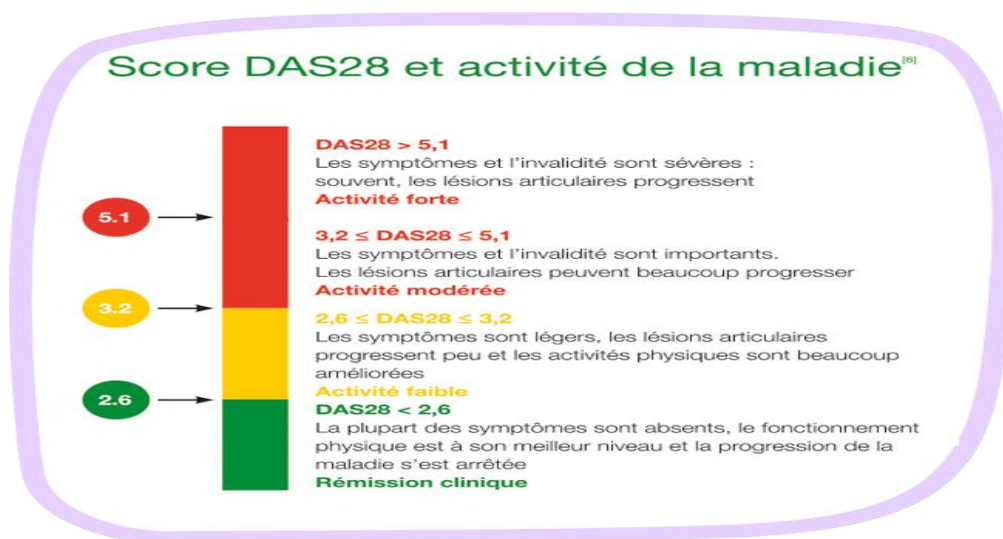 Score DAS28 et activité de la maladie[6]
DAS28 > 5,1
Les symptômes et l'invalidité sont sévères :
souvent, les lésions articulaires progressent
Activité forte
5.1
3,2 ≤ DAS28 ≤ 5,1
Les symptômes et l'invalidité sont importants.
Les lésions articulaires peuvent beaucoup progresser
Activité modérée
3.2
2,6 ≤ DAS28 ≤ 3,2
Les symptômes sont légers, les lésions articulaires
progressent peu et les activités physiques sont beaucoup
améliorées
Activité faible
2.6
DAS28 < 2,6
La plupart des symptômes sont absents, le fonctionnement
physique est à son meilleur niveau et la progression de la
maladie s'est arrêtée
Rémission clinique